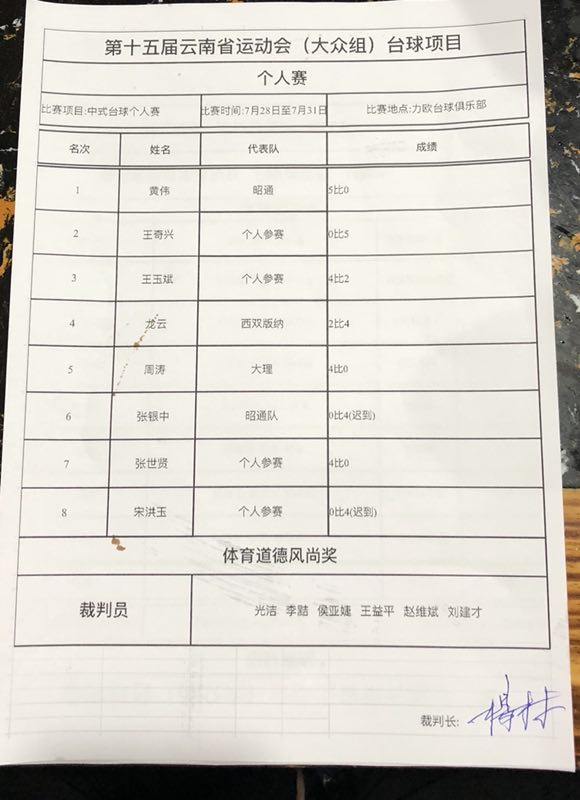 第十五届云南省运动会（大众组）台球项目
个人赛
比赛项目:中式台球个人赛 比赛时间:7月28日至7月31日 比赛地点:力欧台球俱乐部
名次 姓名 代表队 成绩
1 黄伟 昭通 5比0
2 王奇兴 个人参赛 0比5
3 王玉斌 个人参赛 4比2
4 龙云 西双版纳 2比4
5 周涛 大理 4比0
6 张银中 昭通队 0比4(迟到)
7 张世贤 个人参赛 4比0
8 宋洪玉 个人参赛 0比4(迟到)
体育道德风尚奖
裁判员 光洁 李喆 侯亚婕 王益平 赵维斌 刘建才
裁判长: